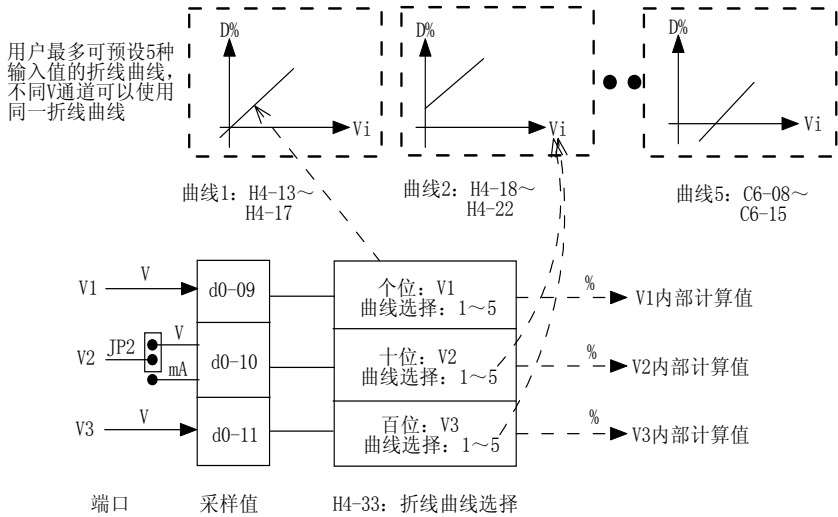 用户最多可预设5种
输入值的折线曲线，
不同V通道可以使用
同一折线曲线
D%
Vi
D%
Vi
D%
Vi
曲线1：H4-13～
H4-17
曲线2：H4-18～
H4-22
曲线5：C6-08～
C6-15
V1
V
d0-09
个位：V1
曲线选择：1～5
%
V1内部计算值
V2
JP2
V
mA
d0-10
十位：V2
曲线选择：1～5
%
V2内部计算值
V3
V
d0-11
百位：V3
曲线选择：1～5
%
V3内部计算值
端口
采样值
H4-33：折线曲线选择